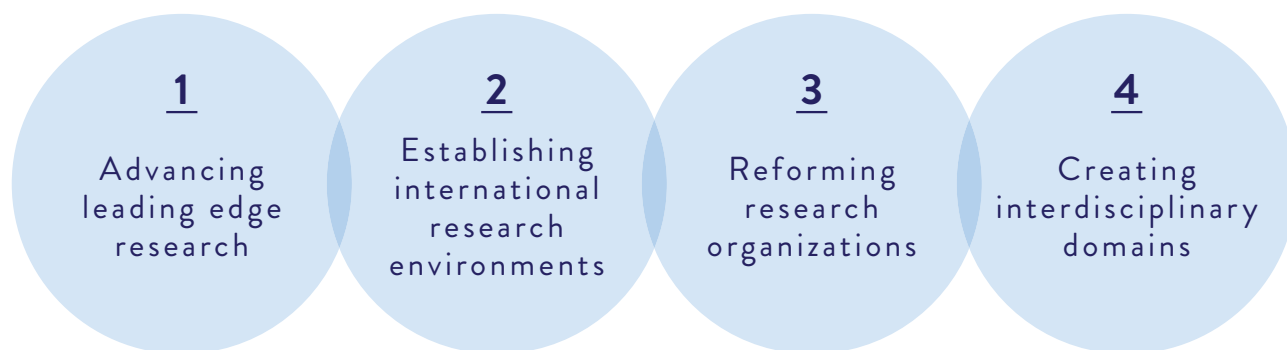 1
Advancing
leading edge
research
2
Establishing
international
research
environments
3
Reforming
research
organizations
4
Creating
interdisciplinary
domains